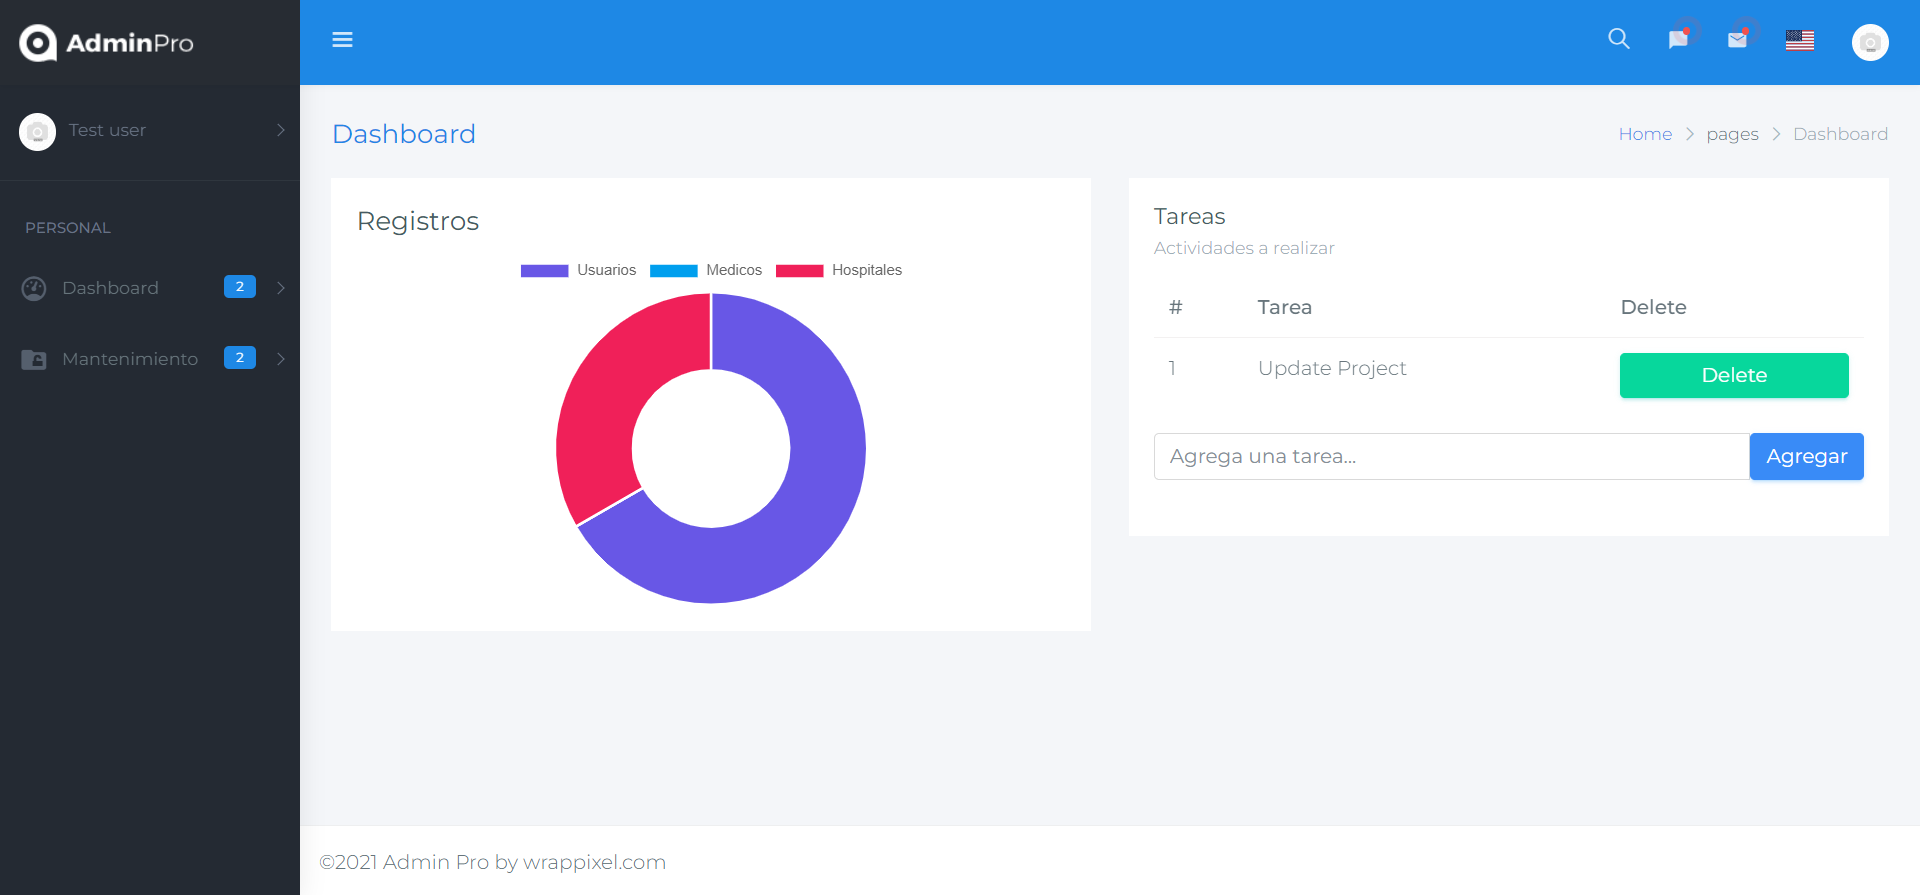 AdminPro
Test user
PERSONAL
Dashboard 2
Mantenimiento 2
Dashboard
Home pages Dashboard
Registros
Usuarios Medicos Hospitales
Tareas
Actividades a realizar
# Tarea Delete
1 Update Project Delete
Agrega una tarea... Agregar
©2021 Admin Pro by wrappixel.com